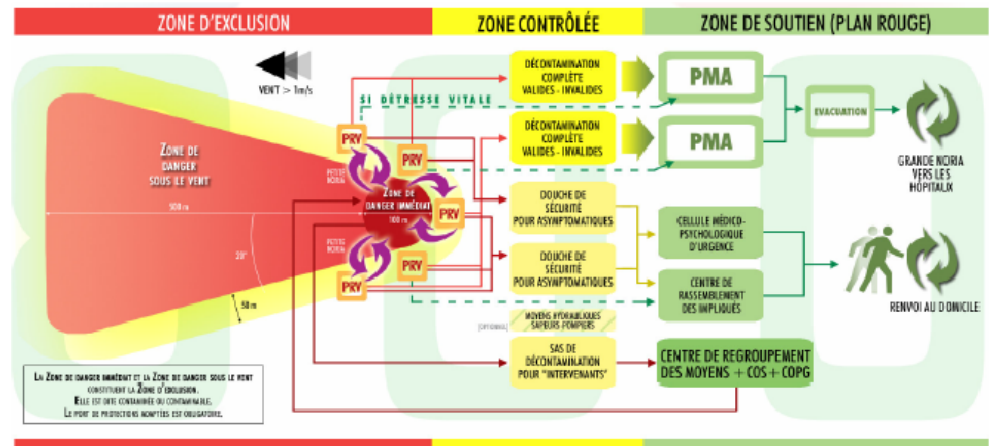 ZONE D'EXCLUSION
ZONE CONTRÔLÉE
ZONE DE SOUTIEN (PLAN ROUGE)
VENT > 1m/s
SI DÉTRESSE VITALE
DÉCONTAMINATION
COMPLÈTE
VALIDES - INVALIDES
PMA
DÉCONTAMINATION
COMPLÈTE
VALIDES - INVALIDES
PMA
EVACUATION
GRANDE NORIA
VERS LES
HÔPITAUX
ZONE DE
DANGER
SOUS LE VENT
500 m
PRV
PRV
PETITE
NORIA
ZONE DE
DANGER IMMÉDIAT
100 m
PRV
PETITE
NORIA
PRV
PRV
50 m
DOUCHE DE
SÉCURITÉ
POUR ASYMPTOMATIQUES
DOUCHE DE
SÉCURITÉ
POUR ASYMPTOMATIQUES
CELLULE MÉDICO-
PSYCHOLOGIQUE
D'URGENCE
CENTRE DE
RASSEMBLEMENT
DES IMPLIQUÉS
RENVOI AU DOMICILE
(OPTIONNEL)
MOYENS HYDRAULIQUES
SAPEURS-POMPIERS
SAS DE
DÉCONTAMINATION
POUR "INTERVENANTS"
CENTRE DE REGROUPEMENT
DES MOYENS + COS + COPG
LA ZONE DE DANGER IMMÉDIAT ET LA ZONE DE DANGER SOUS LE VENT
CONSTITUENT LA ZONE D'EXCLUSION.
ELLE EST DITE CONTAMINÉE OU CONTAMINABLE.
LE PORT DE PROTECTIONS ADAPTÉES EST OBLIGATOIRE.